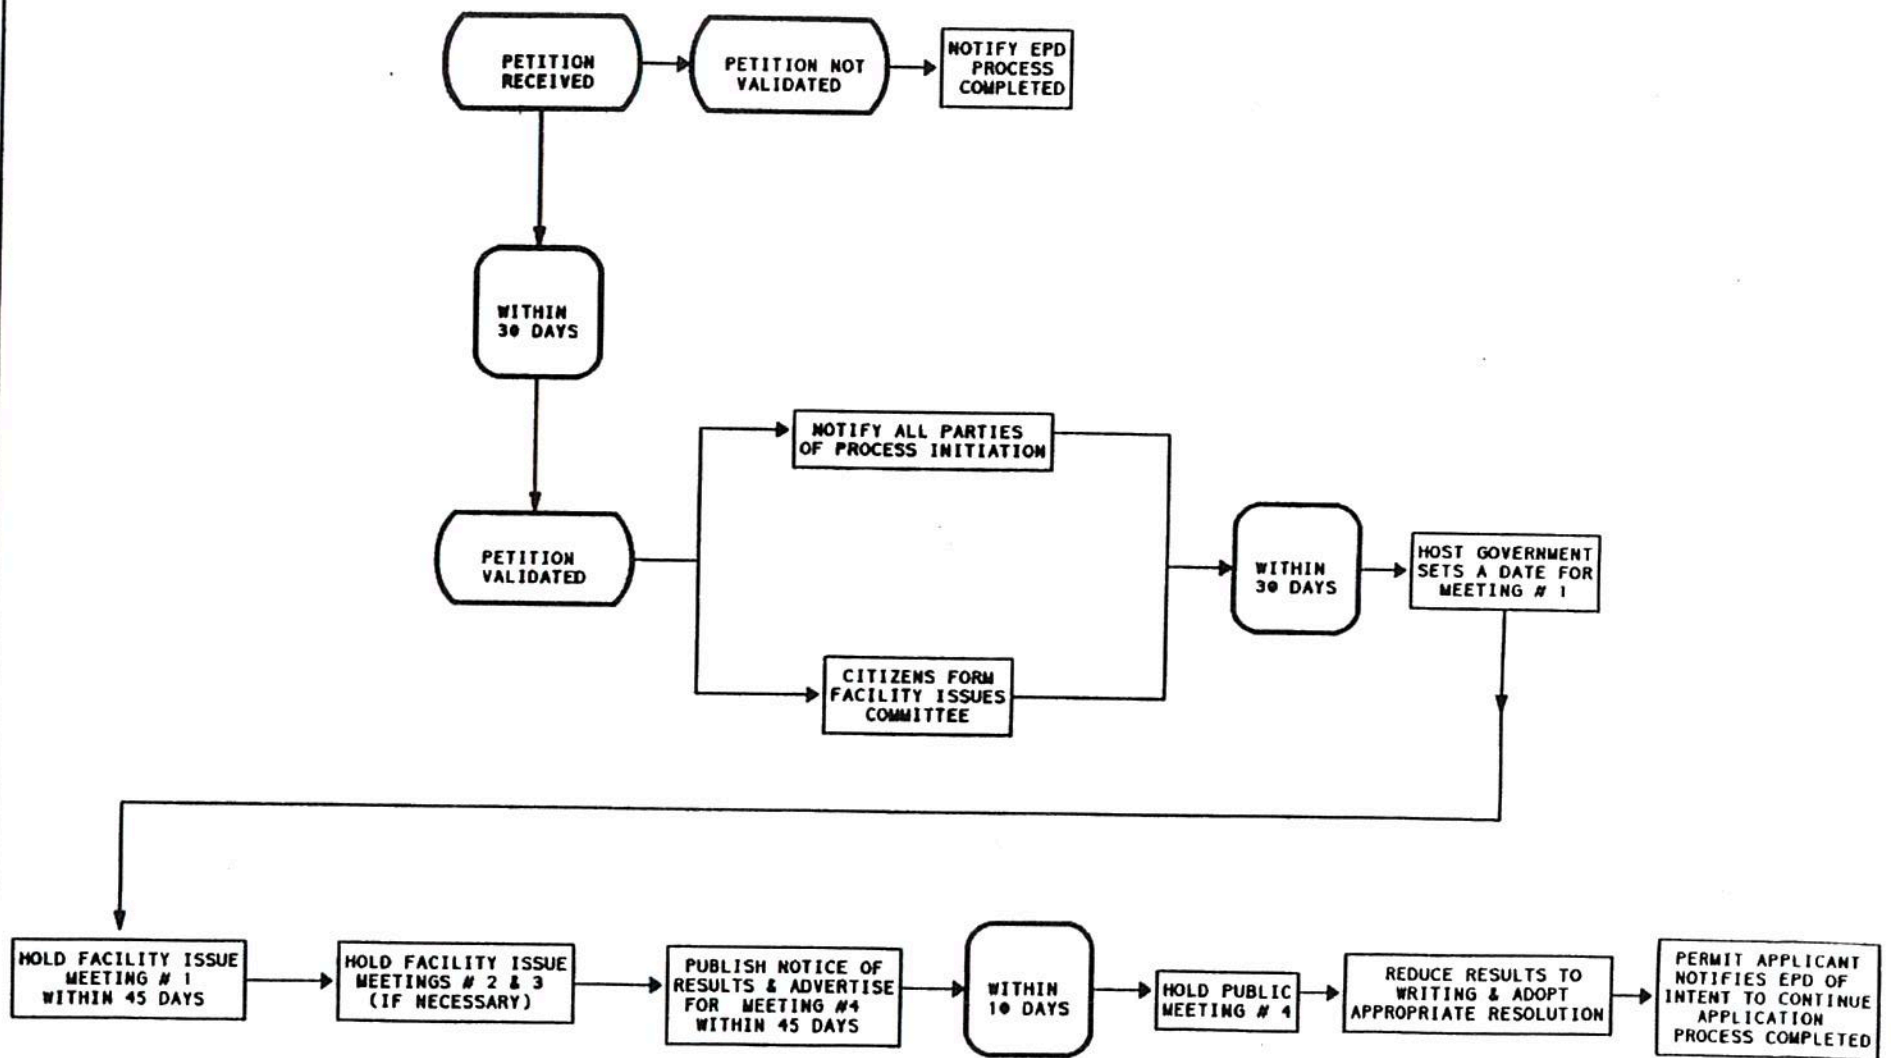 PETITION
RECEIVED
PETITION NOT
VALIDATED
NOTIFY EPD
PROCESS
COMPLETED
WITHIN
30 DAYS
PETITION
VALIDATED
NOTIFY ALL PARTIES
OF PROCESS INITIATION
CITIZENS FORM
FACILITY ISSUES
COMMITTEE
WITHIN
30 DAYS
HOST GOVERNMENT
SETS A DATE FOR
MEETING # 1
HOLD FACILITY ISSUE
MEETING # 1
WITHIN 45 DAYS
HOLD FACILITY ISSUE
MEETINGS # 2 & 3
(IF NECESSARY)
PUBLISH NOTICE OF
RESULTS & ADVERTISE
FOR MEETING #4
WITHIN 45 DAYS
WITHIN
10 DAYS
HOLD PUBLIC
MEETING # 4
REDUCE RESULTS TO
WRITING & ADOPT
APPROPRIATE RESOLUTION
PERMIT APPLICANT
NOTIFIES EPD OF
INTENT TO CONTINUE
APPLICATION
PROCESS COMPLETED